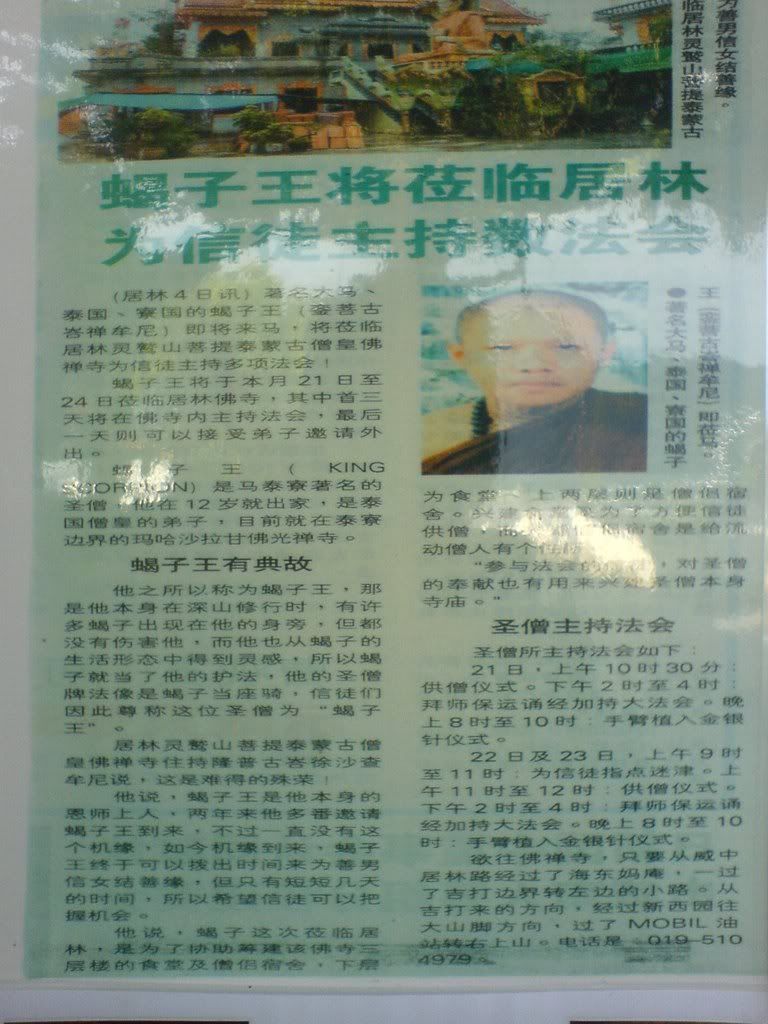 为善男信女结善缘。
临居林灵鹫山菩提泰蒙古
蝎子王将莅临居林
为信徒主持数法会
(居林4日讯) 著名大马、
泰国、寮国的蝎子王 (銮菩古
峇禅牟尼) 即将来马，将莅临
居林灵鹫山菩提泰蒙古僧皇佛
禅寺为信徒主持多项法会！
蝎子王将于本月21日至
24日莅临居林佛寺，其中首三
天将在佛寺内主持法会，最后
一天则可以接受弟子邀请外
出。
蝎子王 ( KING
SCORPION) 是马泰寮著名的
圣僧，他在12岁就出家，是泰
国僧皇的弟子，目前就在泰寮
边界的玛哈沙拉甘佛光禅寺。
蝎子王有典故
他之所以称为蝎子王，那
是他本身在深山修行时，有许
多蝎子出现在他的身旁，但都
没有伤害他，而他也从蝎子的
生活形态中得到灵感，所以蝎
子就当了他的护法，他的圣僧
牌法像是蝎子当座骑，信徒们
因此尊称这位圣僧为 “蝎子
王”。
居林灵鹫山菩提泰蒙古僧
皇佛禅寺住持隆普古峇徐沙查
牟尼说，这是难得的殊荣！
他说，蝎子王是他本身的
恩师上人，两年来他多番邀请
蝎子王到来，不过一直没有这
个机缘，如今机缘到来，蝎子
王终于可以拨出时间来为善男
信女结善缘，但只有短短几天
的时间，所以希望信徒可以把
握机会。
他说，蝎子这次莅临居
林，是为了协助筹建该佛寺三
层楼的食堂及僧侣宿舍，下层
●著名大马、泰国、寮国的蝎子
王 (銮菩古峇禅牟尼) 即莅马。
为食堂，上两层则是僧侣宿
舍。兴建食堂是为了方便信徒
供僧，而僧侣宿舍是给流
动僧人有个住所
“参与法会的信徒，对圣僧
的奉献也有用来兴建圣僧本身
寺庙。”
圣僧主持法会
圣僧所主持法会如下：
21日，上午10时30分：
供僧仪式。下午2时至4时：
拜师保运诵经加持大法会。晚
上8时至10时：手臂植入金银
针仪式。
22日及23日，上午9时
至11时：为信徒指点迷津。上
午11时至12时：供僧仪式。
下午2时至4时：拜师保运诵
经加持大法会。晚上8时至10
时：手臂植入金银针仪式。
欲往佛禅寺，只要从威中
居林路经过了海东妈庵，一过
了吉打边界转左边的小路。从
吉打来的方向，经过新西园往
大山脚方向，过了MOBIL油
站转右上山。电话是：019-510
4979。